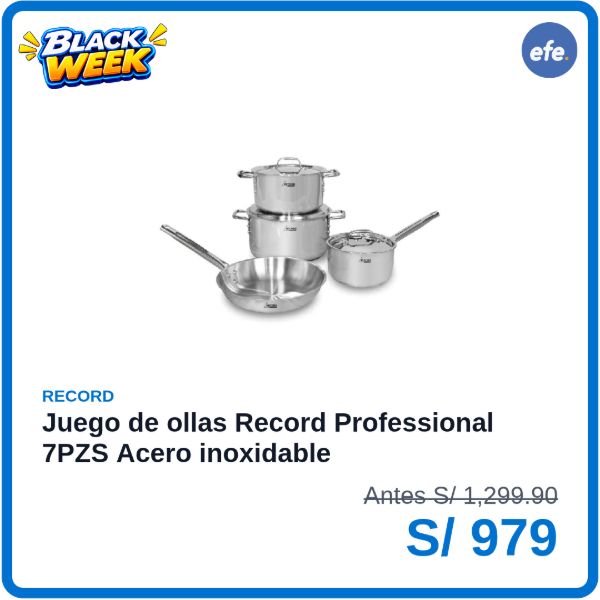 BLACK
WEEK
efe.
RECORD
Juego de ollas Record Professional
7PZS Acero inoxidable
Antes S/ 1,299.90
S/ 979